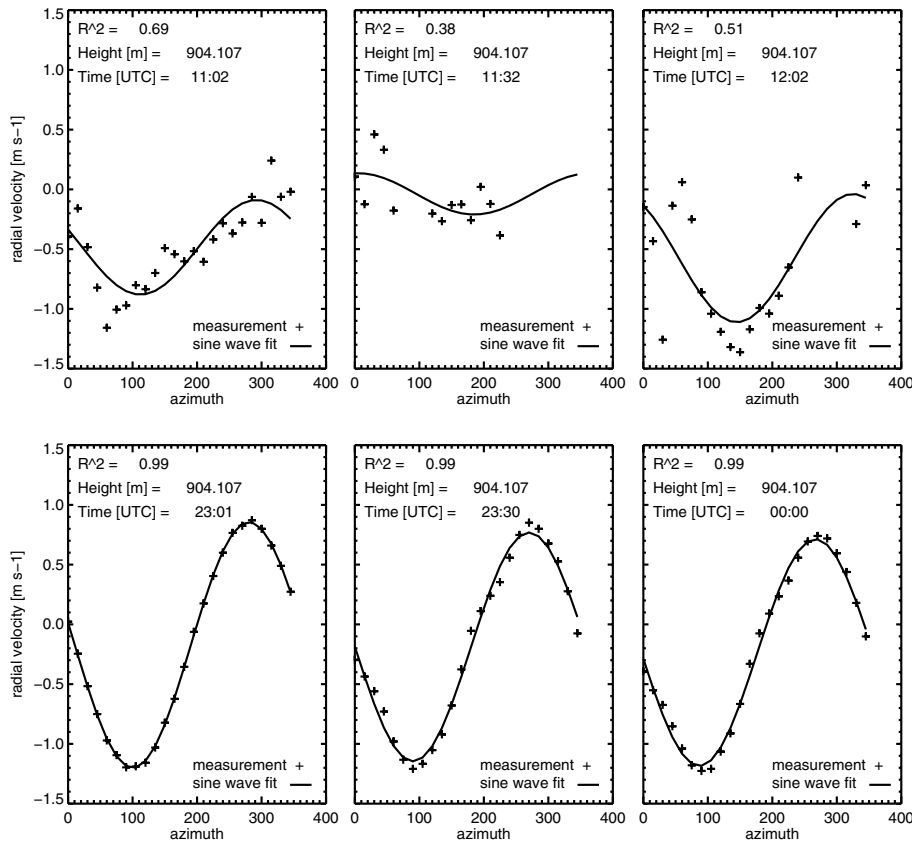 R^2 = 0.69
Height [m] = 904.107
Time [UTC] = 11:02
radial velocity [m s−1]
1.5
1.0
0.5
0.0
−0.5
−1.0
−1.5
measurement +
sine wave fit
0 100 200 300 400
azimuth
R^2 = 0.38
Height [m] = 904.107
Time [UTC] = 11:32
measurement +
sine wave fit
0 100 200 300 400
azimuth
R^2 = 0.51
Height [m] = 904.107
Time [UTC] = 12:02
measurement +
sine wave fit
0 100 200 300 400
azimuth
R^2 = 0.99
Height [m] = 904.107
Time [UTC] = 23:01
radial velocity [m s−1]
1.5
1.0
0.5
0.0
−0.5
−1.0
−1.5
measurement +
sine wave fit
0 100 200 300 400
azimuth
R^2 = 0.99
Height [m] = 904.107
Time [UTC] = 23:30
measurement +
sine wave fit
0 100 200 300 400
azimuth
R^2 = 0.99
Height [m] = 904.107
Time [UTC] = 00:00
measurement +
sine wave fit
0 100 200 300 400
azimuth